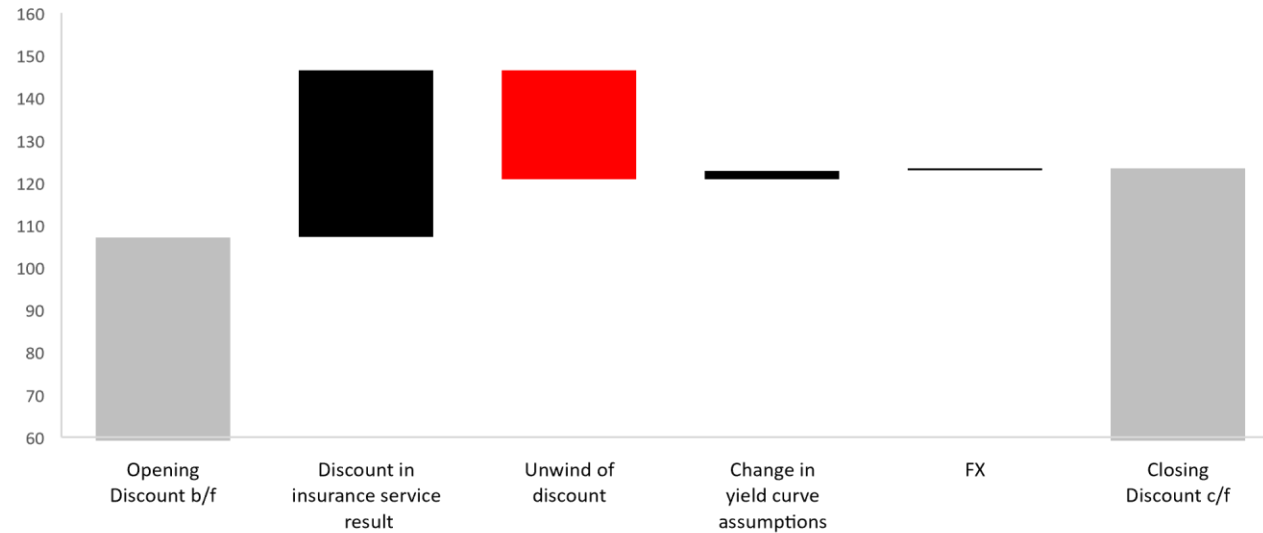 160
150
140
130
120
110
100
90
80
70
60
Opening
Discount b/f
Discount in
insurance service
result
Unwind of
discount
Change in
yield curve
assumptions
FX
Closing
Discount c/f